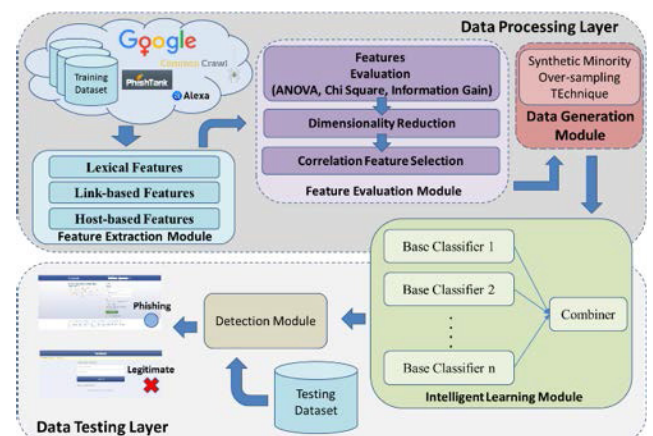 Data Processing Layer
Google
Common Crawl
PhishTank
Alexa
Training
Dataset
Lexical Features
Link-based Features
Host-based Features
Feature Extraction Module
Features
Evaluation
(ANOVA, Chi Square, Information Gain)
Dimensionality Reduction
Correlation Feature Selection
Feature Evaluation Module
Synthetic Minority
Over-sampling
TEchnique
Data Generation
Module
Base Classifier 1
Base Classifier 2
Base Classifier n
Combiner
Intelligent Learning Module
Detection Module
Testing
Dataset
Phishing
Legitimate
Data Testing Layer